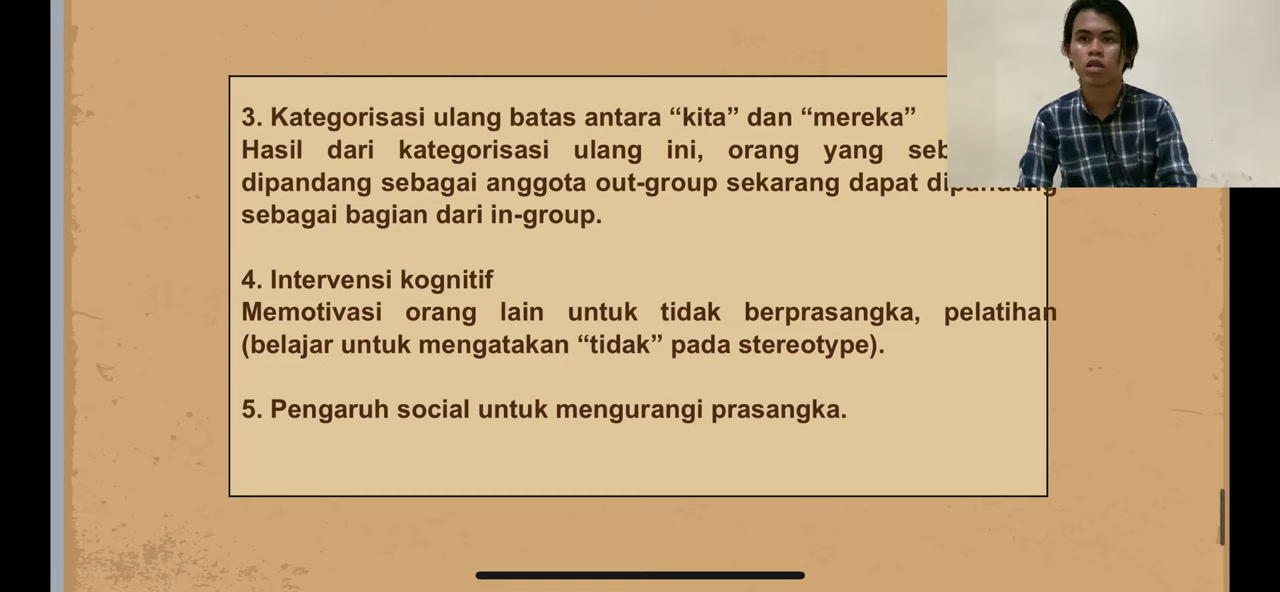 3. Kategorisasi ulang batas antara “kita” dan “mereka”
Hasil dari kategorisasi ulang ini, orang yang
dipandang sebagai anggota out-group sekarang dapat dipandang
sebagai bagian dari in-group.
4. Intervensi kognitif
Memotivasi orang lain untuk tidak berprasangka, pelatihan
(belajar untuk mengatakan “tidak” pada stereotype).
5. Pengaruh social untuk mengurangi prasangka.